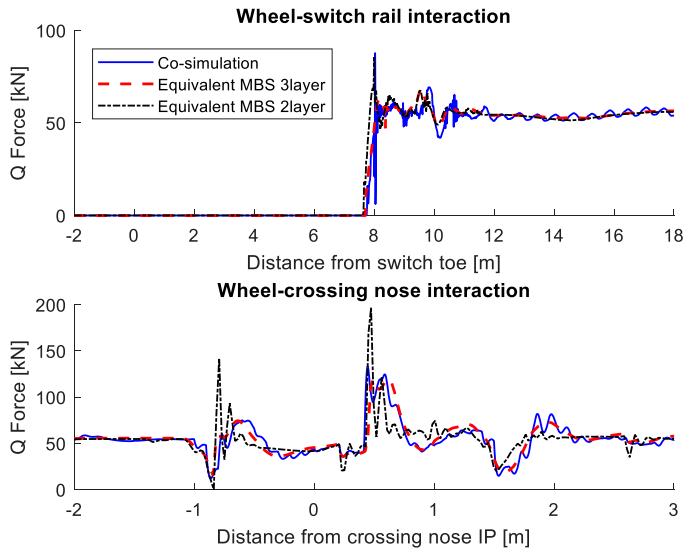 Wheel-switch rail interaction
100
50
0
Q Force [kN]
Co-simulation
Equivalent MBS 3layer
Equivalent MBS 2layer
-2 0 2 4 6 8 10 12 14 16 18
Distance from switch toe [m]
Wheel-crossing nose interaction
200
150
100
50
0
Q Force [kN]
-2 -1 0 1 2 3
Distance from crossing nose IP [m]